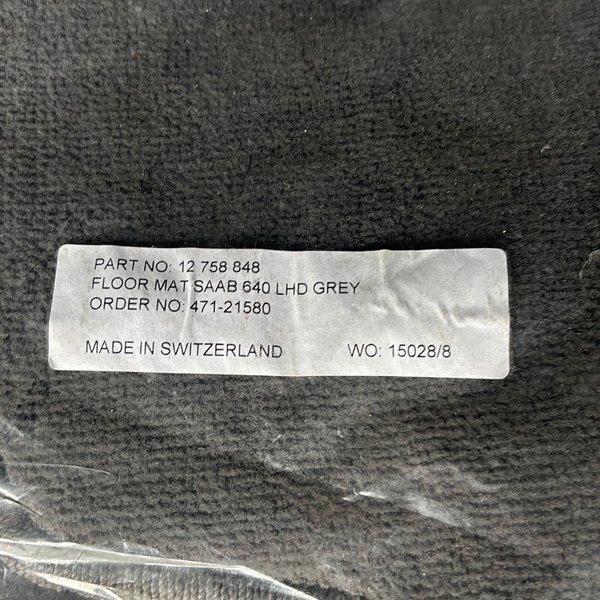 PART NO: 12 758 848
FLOOR MAT SAAB 640 LHD GREY
ORDER NO: 471-21580
MADE IN SWITZERLAND WO: 15028/8